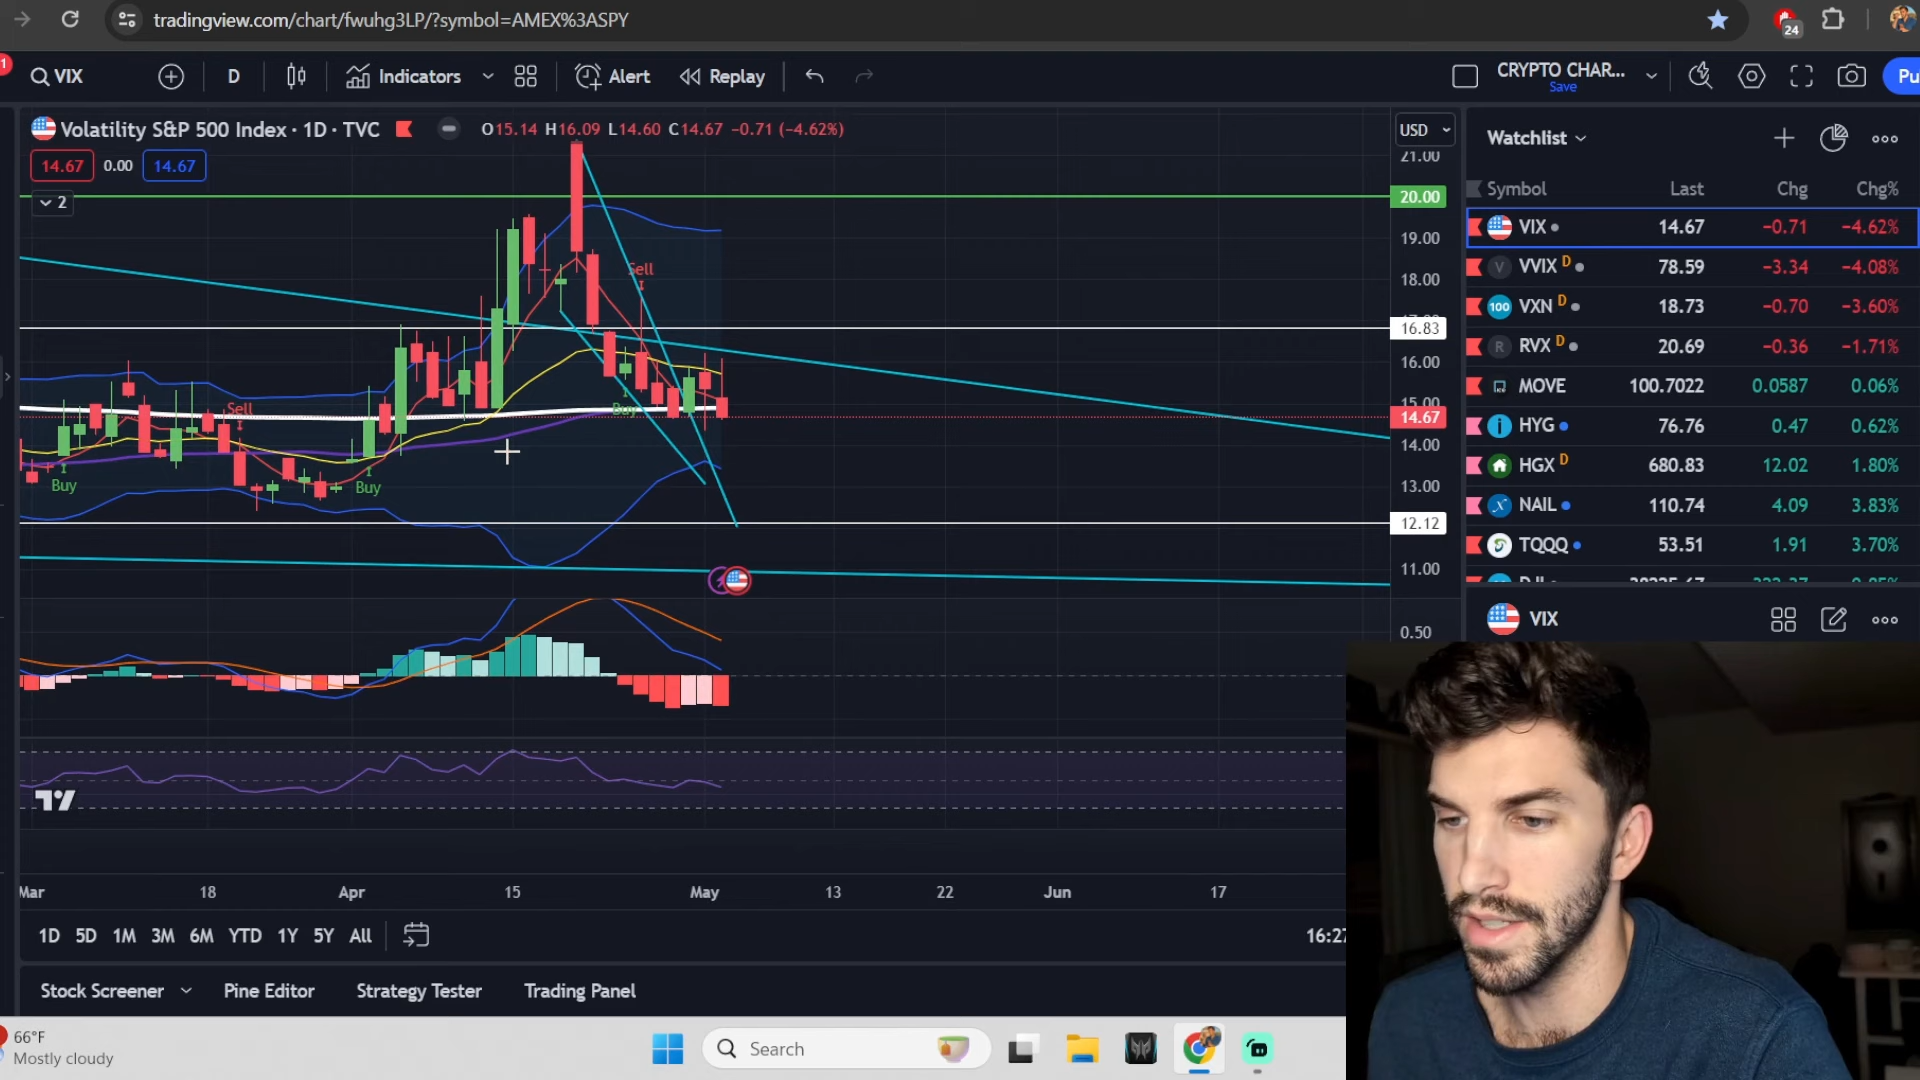 tradingview.com/chart/fwuhg3LP/?symbol=AMEX%3ASPY
24
1
VIX
D
Indicators
Alert
Replay
CRYPTO CHAR...
Save
Pu
Volatility S&P 500 Index · 1D · TVC
O15.14 H16.09 L14.60 C14.67 −0.71 (−4.62%)
14.67 0.00 14.67
2
USD
21.00
20.00
19.00
18.00
16.83
16.00
15.00
14.67
14.00
13.00
12.12
11.00
0.50
Sell
Sell
Buy
Buy
Buy
Mar 18 Apr 15 May 13 22 Jun 17
1D 5D 1M 3M 6M YTD 1Y 5Y All
16:27
Stock Screener Pine Editor Strategy Tester Trading Panel
Watchlist
Symbol Last Chg Chg%
VIX 14.67 −0.71 −4.62%
V VVIX D 78.59 −3.34 −4.08%
100 VXN D 18.73 −0.70 −3.60%
R RVX D 20.69 −0.36 −1.71%
MOVE 100.7022 0.0587 0.06%
HYG 76.76 0.47 0.62%
HGX D 680.83 12.02 1.80%
NAIL 110.74 4.09 3.83%
TQQQ 53.51 1.91 3.70%
VIX
66°F
Mostly cloudy
Search